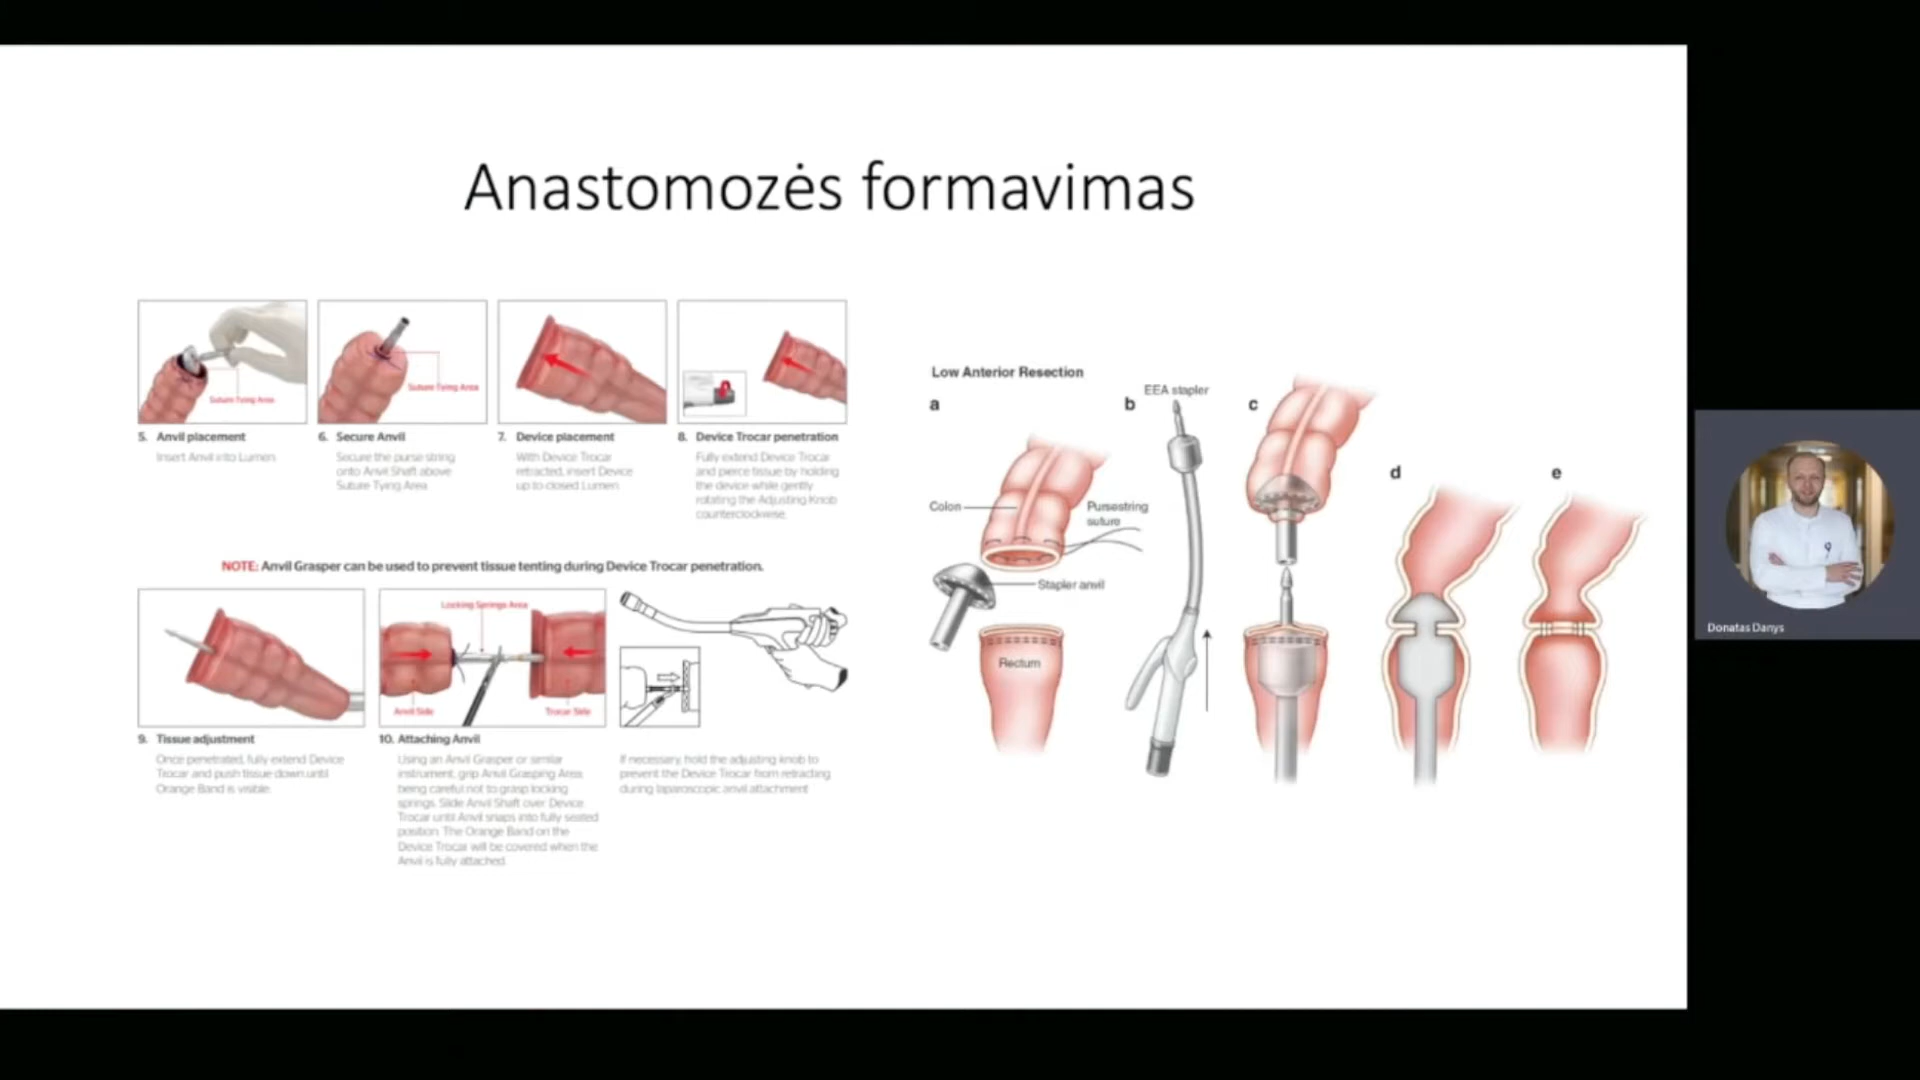 Anastomozės formavimas
Suture Tying Area
Suture Tying Area
5. Anvil placement
Insert Anvil into Lumen.
6. Secure Anvil
Secure the purse string
onto Anvil Shaft above
Suture Tying Area
7. Device placement
With Device Trocar
retracted, insert Device
up to closed Lumen.
8. Device Trocar penetration
Fully extend Device Trocar
and pierce tissue by holding
the device while gently
rotating the Adjusting Knob
counterclockwise.
NOTE: Anvil Grasper can be used to prevent tissue tenting during Device Trocar penetration.
Locking Springs Area
Anvil Side
Trocar Side
9. Tissue adjustment
Once penetrated, fully extend Device
Trocar and push tissue down until
Orange Band is visible.
10. Attaching Anvil
Using an Anvil Grasper or similar
instrument, grip Anvil Grasping Area
being careful not to grasp locking
springs. Slide Anvil Shaft over Device
Trocar until Anvil snaps into fully seated
position. The Orange Band on the
Device Trocar will be covered when the
Anvil is fully attached.
If necessary, hold the adjusting knob to
prevent the Device Trocar from retracting
during laparoscopic anvil attachment
Low Anterior Resection
a
b
EEA stapler
c
d
e
Colon
Pursestring
suture
Stapler anvil
Rectum
Donatas Danys